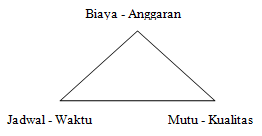 Biaya - Anggaran
Jadwal - Waktu
Mutu - Kualitas